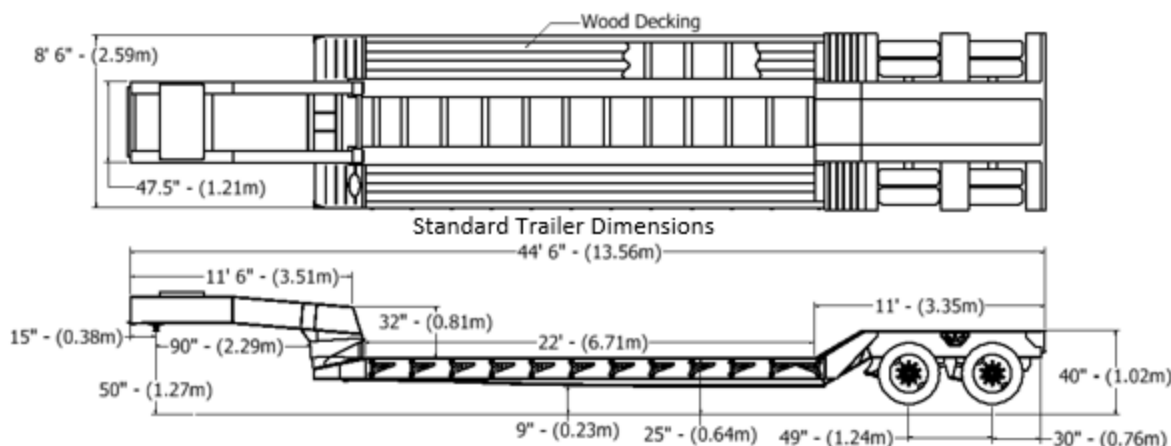 Wood Decking
8' 6" - (2.59m)
47.5" - (1.21m)
Standard Trailer Dimensions
44' 6" - (13.56m)
11' 6" - (3.51m)
11' - (3.35m)
32" - (0.81m)
15" - (0.38m)
90" - (2.29m)
22' - (6.71m)
50" - (1.27m)
40" - (1.02m)
9" - (0.23m)
25" - (0.64m)
49" - (1.24m)
30" - (0.76m)